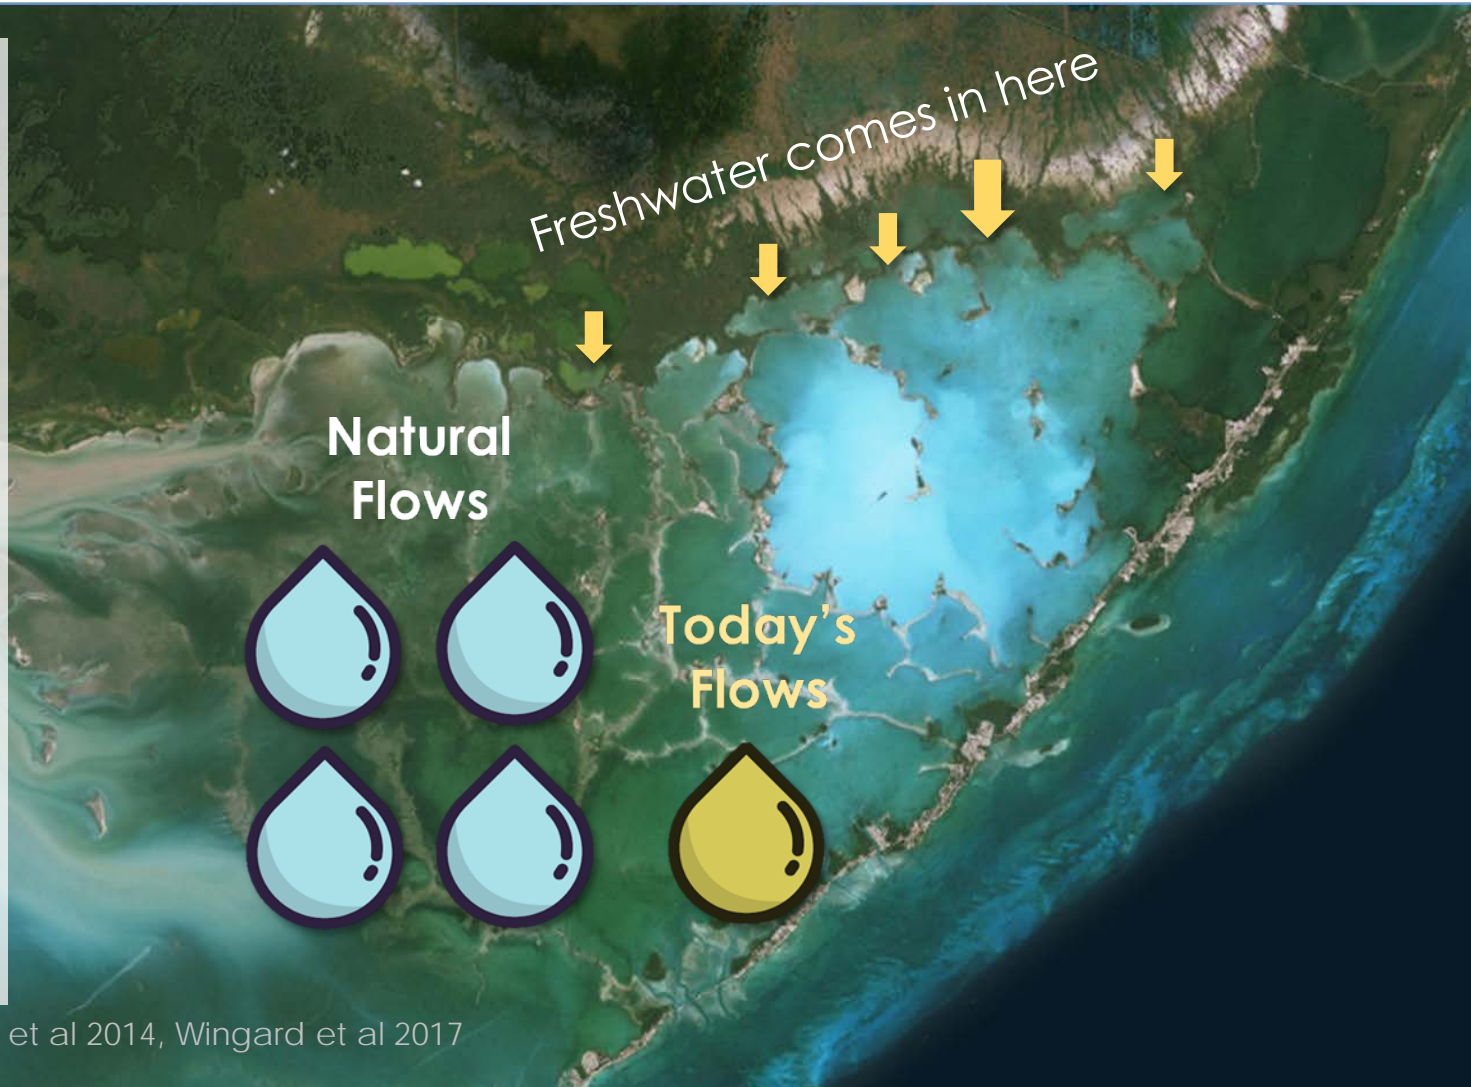 Freshwater comes in here
Natural
Flows
Today's
Flows
et al 2014, Wingard et al 2017